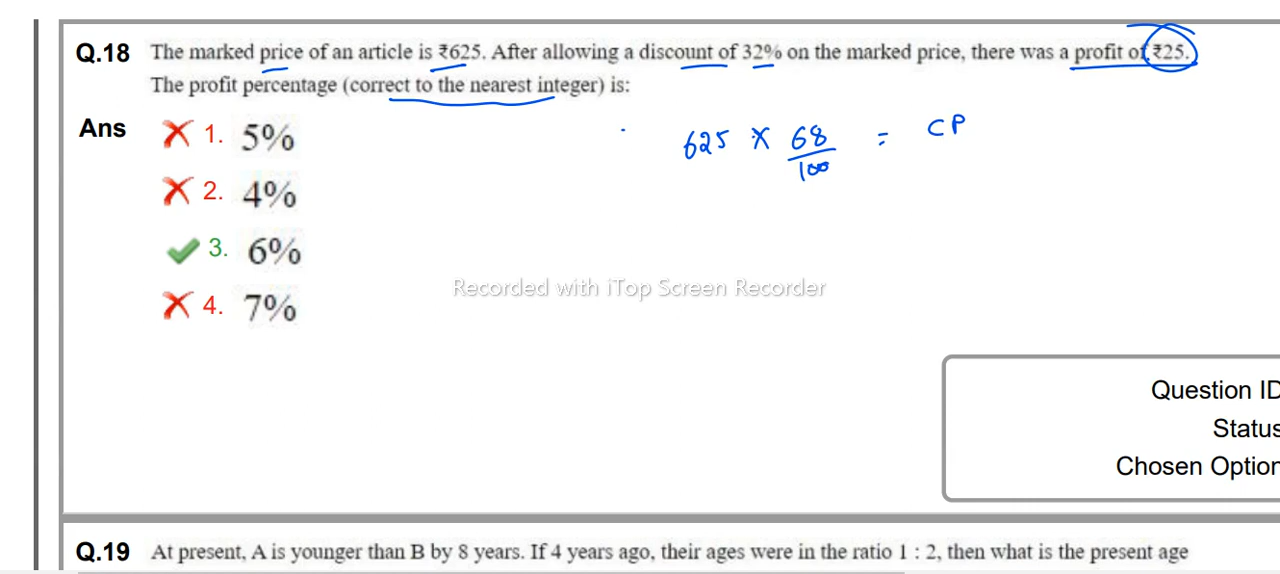 Q.18 The marked price of an article is ₹625. After allowing a discount of 32% on the marked price, there was a profit of ₹25.
The profit percentage (correct to the nearest integer) is:
Ans 1. 5%
625 × 68/100 = CP
2. 4%
3. 6%
Recorded with iTop Screen Recorder
4. 7%
Question ID
Status
Chosen Option
Q.19 At present, A is younger than B by 8 years. If 4 years ago, their ages were in the ratio 1 : 2, then what is the present age